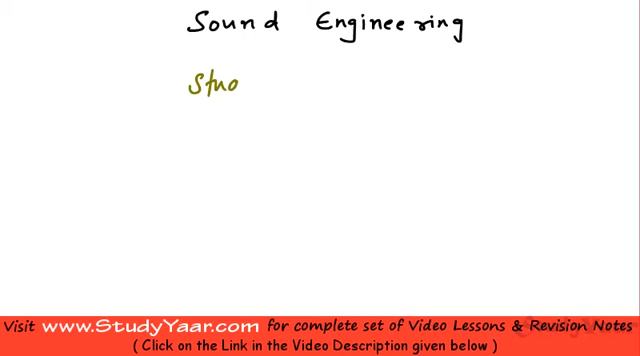 Sound Engineering
Stuo
Visit www.StudyYaar.com for complete set of Video Lessons & Revision Notes
( Click on the Link in the Video Description given below )